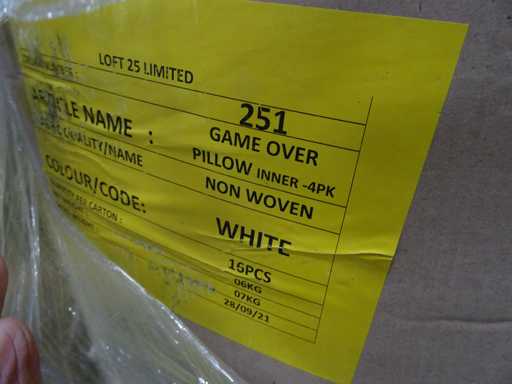 LOFT 25 LIMITED
251
ARTICLE NAME : GAME OVER
PILLOW INNER -4PK
QUALITY/NAME NON WOVEN
COLOUR/CODE: WHITE
PER CARTON : 16PCS
06KG
07KG
28/09/21